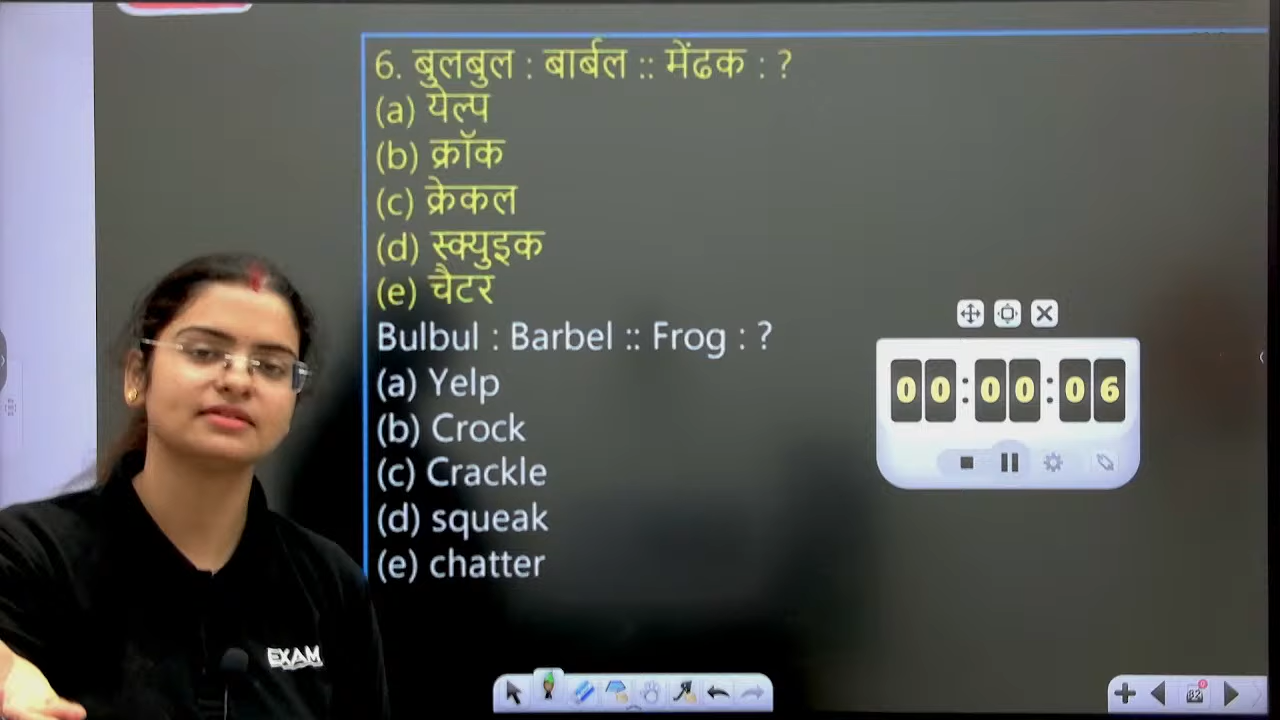 6. बुलबुल : बार्बल :: मेंढक : ?
(a) येल्प
(b) क्रॉक
(c) क्रेकल
(d) स्क्युइक
(e) चैटर
Bulbul : Barbel :: Frog : ?
(a) Yelp
(b) Crock
(c) Crackle
(d) squeak
(e) chatter
00:00:06
EXAM